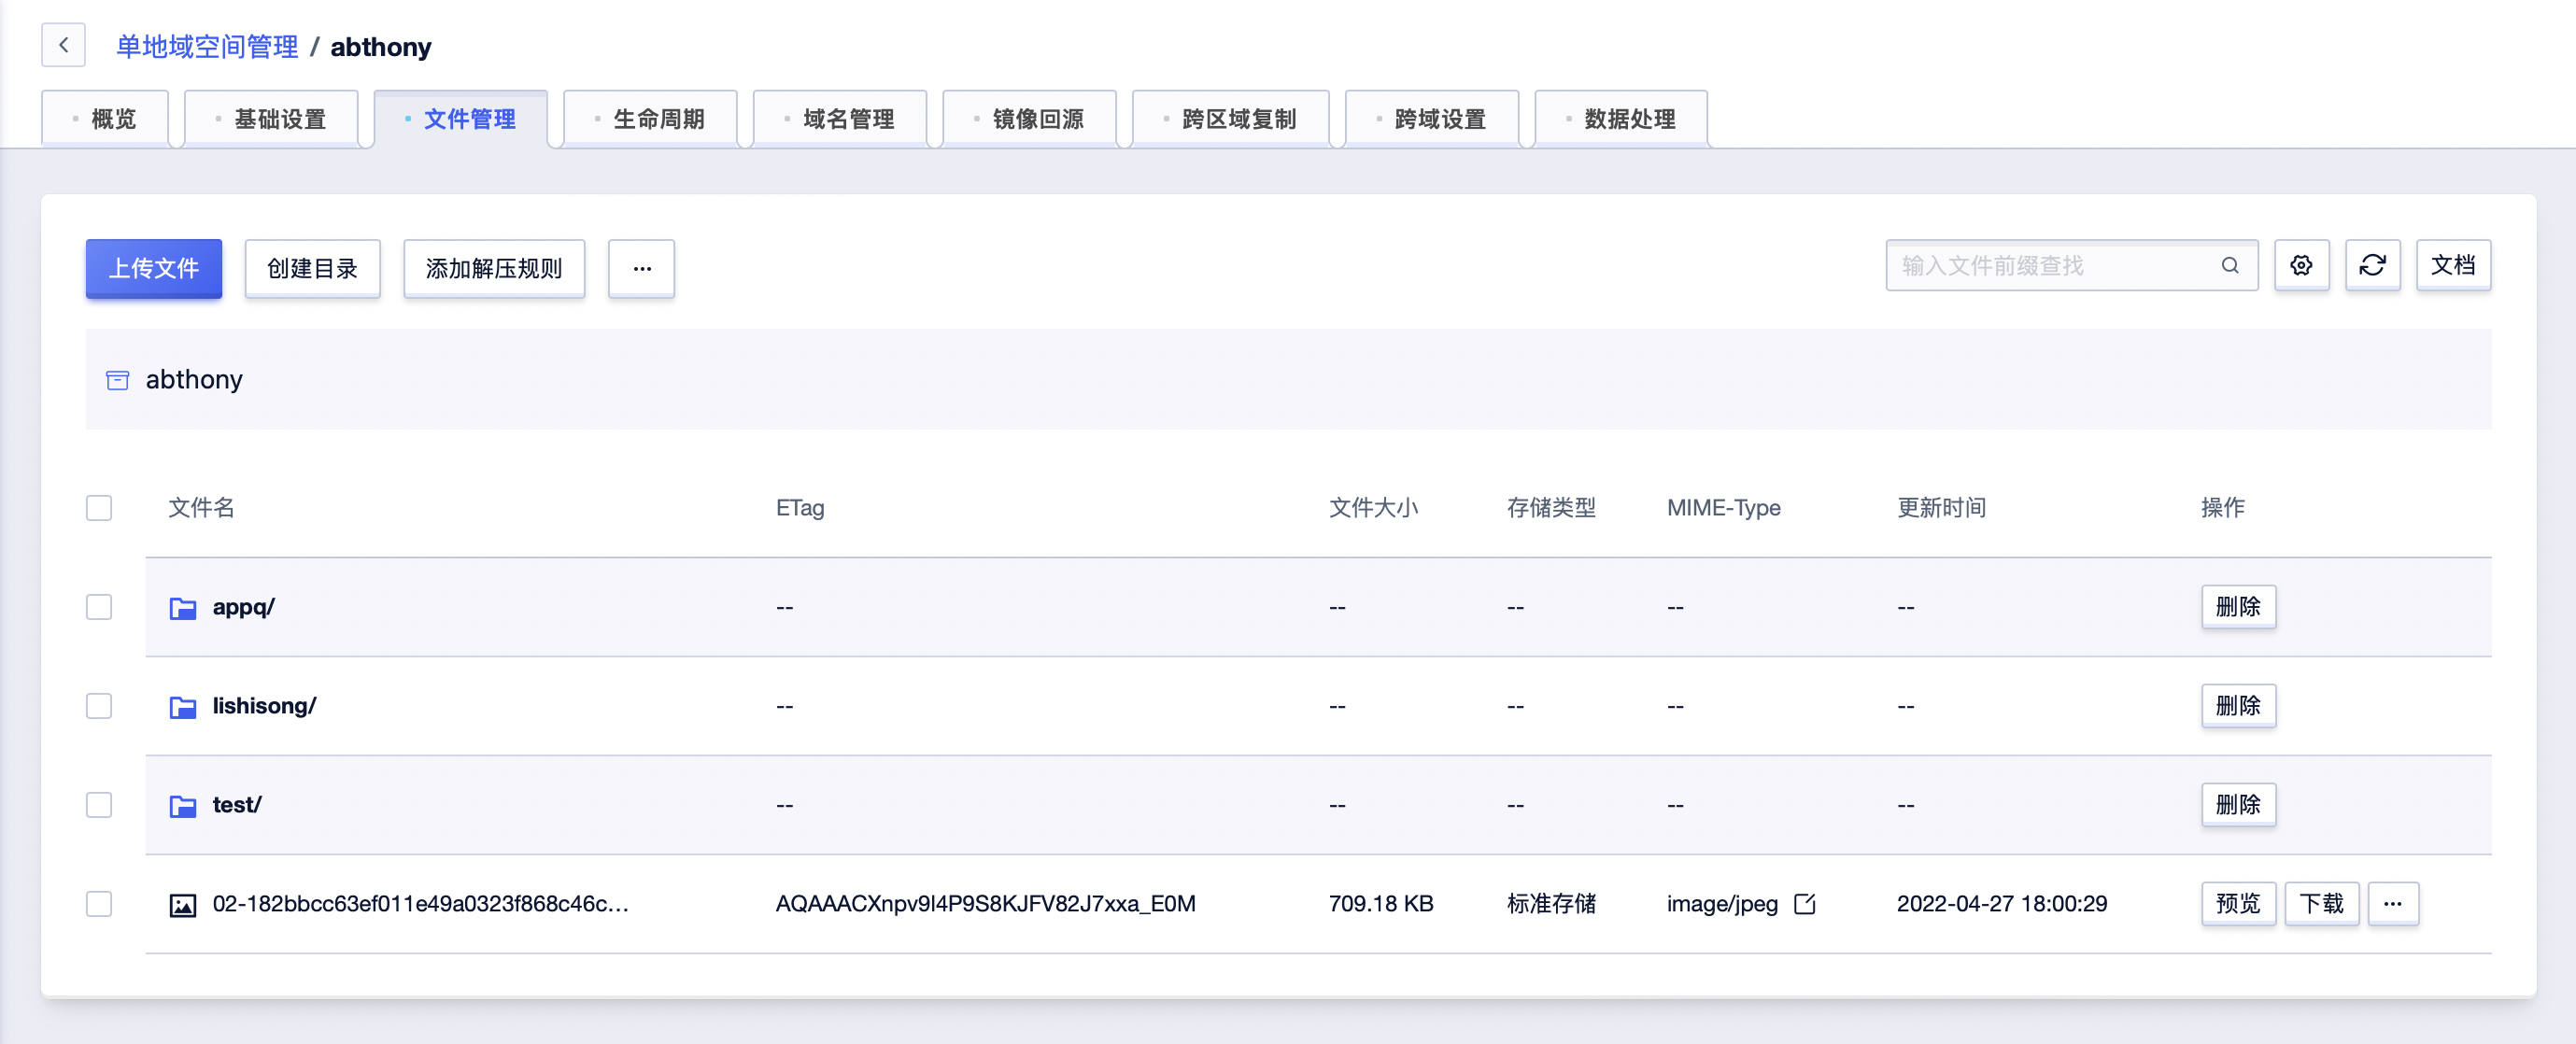 单地域空间管理 / abthony
概览 基础设置 文件管理 生命周期 域名管理 镜像回源 跨区域复制 跨域设置 数据处理
上传文件 创建目录 添加解压规则 ··· 输入文件前缀查找 文档
abthony
文件名 ETag 文件大小 存储类型 MIME-Type 更新时间 操作
appq/ -- -- -- -- -- 删除
lishisong/ -- -- -- -- -- 删除
test/ -- -- -- -- -- 删除
02-182bbcc63ef011e49a0323f868c46c... AQAAACXnpv9I4P9S8KJFV82J7xxa_E0M 709.18 KB 标准存储 image/jpeg 2022-04-27 18:00:29 预览 下载 ···